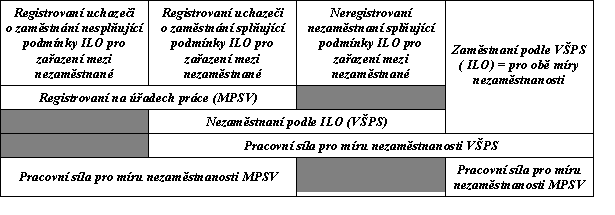 Registrovaní uchazeči
o zaměstnání nesplňující
podmínky ILO pro
zařazení mezi
nezaměstnané
Registrovaní uchazeči
o zaměstnání splňující
podmínky ILO pro
zařazení mezi
nezaměstnané
Neregistrovaní
nezaměstnaní splňující
podmínky ILO pro
zařazení mezi
nezaměstnané
Zaměstnaní podle VŠPS
( ILO) = pro obě míry
nezaměstnanosti
Registrovaní na úřadech práce (MPSV)
Nezaměstnaní podle ILO (VŠPS)
Pracovní síla pro míru nezaměstnanosti VŠPS
Pracovní síla pro míru nezaměstnanosti MPSV
Pracovní síla pro míru
nezaměstnanosti MPSV